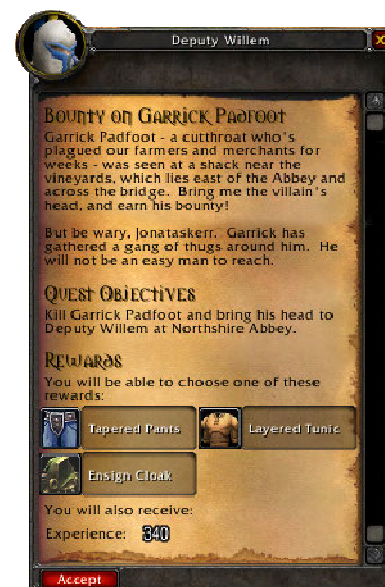 Deputy Willem
Bounty on Garrick Padfoot
Garrick Padfoot - a cutthroat who's
plagued our farmers and merchants for
weeks - was seen at a shack near the
vineyards, which lies east of the Abbey and
across the bridge. Bring me the villain's
head, and earn his bounty!
But be wary, Jonataskerr. Garrick has
gathered a gang of thugs around him. He
will not be an easy man to reach.
Quest Objectives
Kill Garrick Padfoot and bring his head to
Deputy Willem at Northshire Abbey.
Rewards
You will be able to choose one of these
rewards:
Tapered Pants Layered Tunic
Ensign Cloak
You will also receive:
Experience: 340
Accept